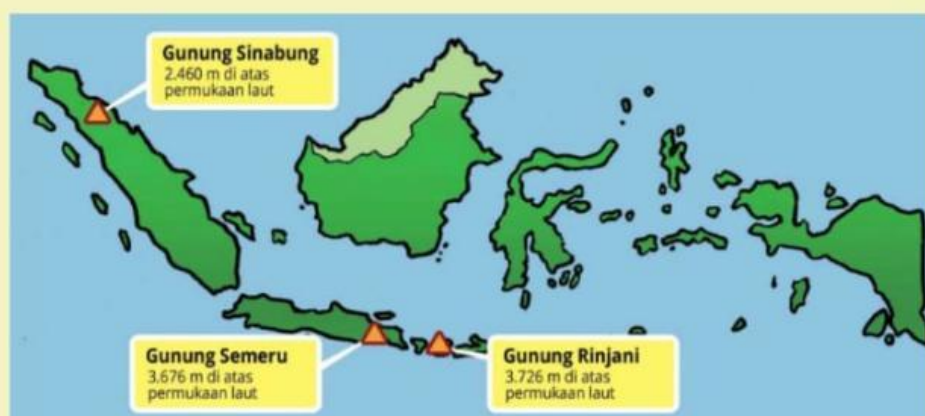 Gunung Sinabung
2.460 m di atas
permukaan laut
Gunung Semeru
3.676 m di atas
permukaan laut
Gunung Rinjani
3.726 m di atas
permukaan laut